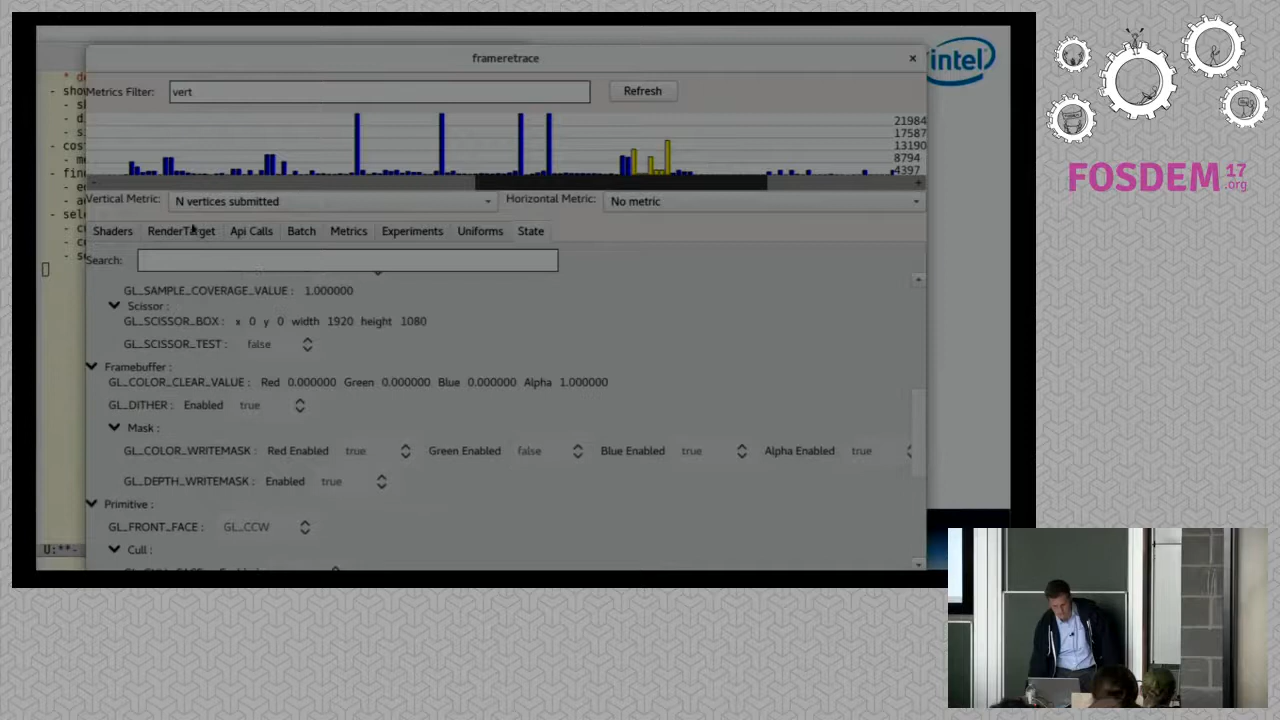 frameretrace
×
intel
Metrics Filter: vert Refresh
21984
17587
13190
8794
4397
Vertical Metric: N vertices submitted Horizontal Metric: No metric
Shaders RenderTarget Api Calls Batch Metrics Experiments Uniforms State
Search:
GL_SAMPLE_COVERAGE_VALUE : 1.000000
Scissor :
GL_SCISSOR_BOX : x 0 y 0 width 1920 height 1080
GL_SCISSOR_TEST : false
Framebuffer :
GL_COLOR_CLEAR_VALUE : Red 0.000000 Green 0.000000 Blue 0.000000 Alpha 1.000000
GL_DITHER : Enabled true
Mask :
GL_COLOR_WRITEMASK : Red Enabled true Green Enabled false Blue Enabled true Alpha Enabled true
GL_DEPTH_WRITEMASK : Enabled true
Primitive :
GL_FRONT_FACE : GL_CCW
Cull :
* d
- sho
- s
- d
- s
- cos
- m
- fin
- e
- a
- sel
- c
- c
- s
U:**-
FOSDEM 17
.org